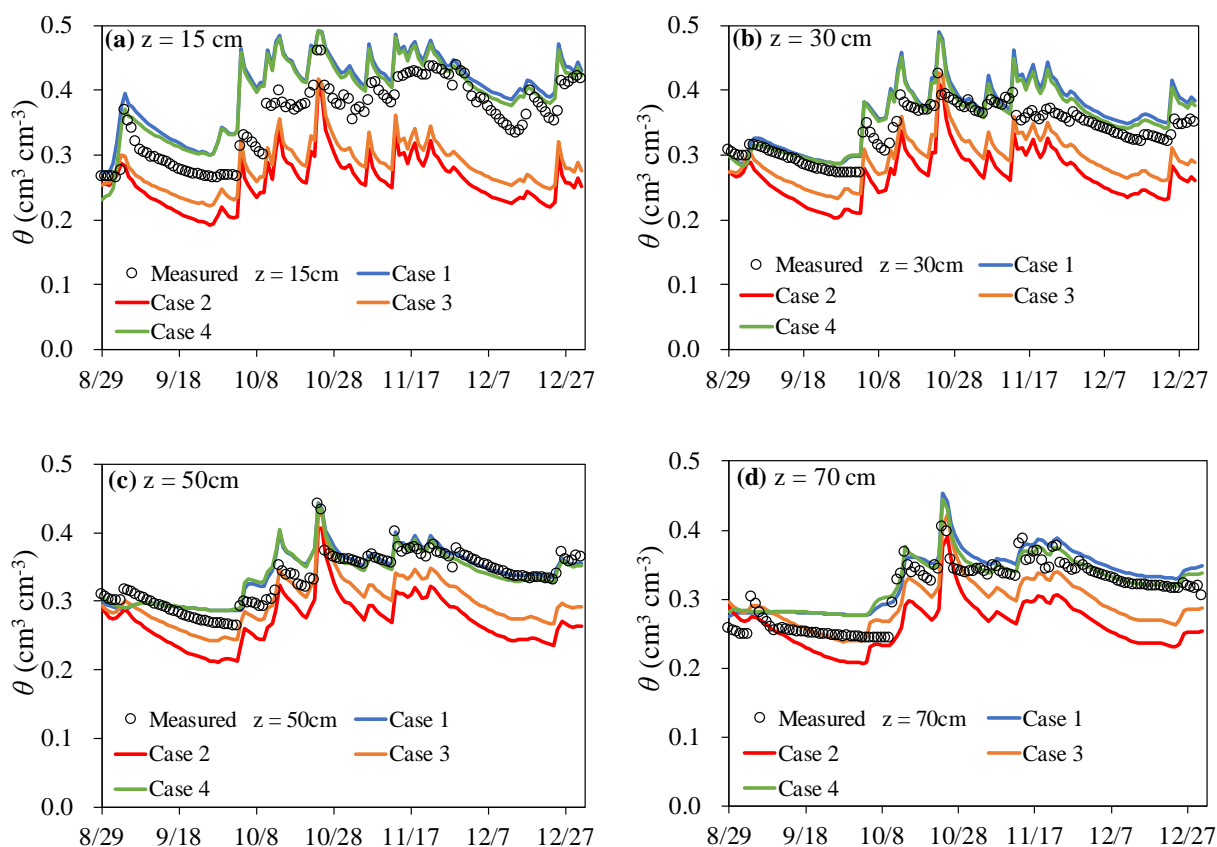 (a) z = 15 cm
0.5
0.4
0.3
0.2
0.1
0.0
θ (cm³ cm⁻³)
Measured z = 15cm Case 1
Case 2 Case 3
Case 4
8/29 9/18 10/8 10/28 11/17 12/7 12/27
(b) z = 30 cm
0.5
0.4
0.3
0.2
0.1
0.0
θ (cm³ cm⁻³)
Measured z = 30cm Case 1
Case 2 Case 3
Case 4
8/29 9/18 10/8 10/28 11/17 12/7 12/27
(c) z = 50cm
0.5
0.4
0.3
0.2
0.1
0.0
θ (cm³ cm⁻³)
Measured z = 50cm Case 1
Case 2 Case 3
Case 4
8/29 9/18 10/8 10/28 11/17 12/7 12/27
(d) z = 70 cm
0.5
0.4
0.3
0.2
0.1
0.0
θ (cm³ cm⁻³)
Measured z = 70cm Case 1
Case 2 Case 3
Case 4
8/29 9/18 10/8 10/28 11/17 12/7 12/27